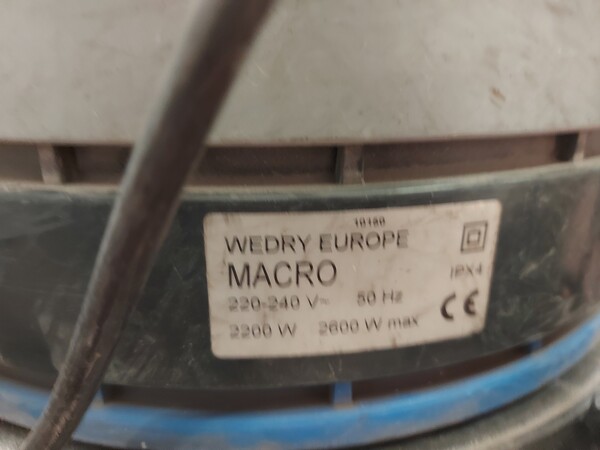 10180
WEDRY EUROPE
MACRO
IPX4
220-240 V~ 50 Hz
2200 W 2600 W max
CE